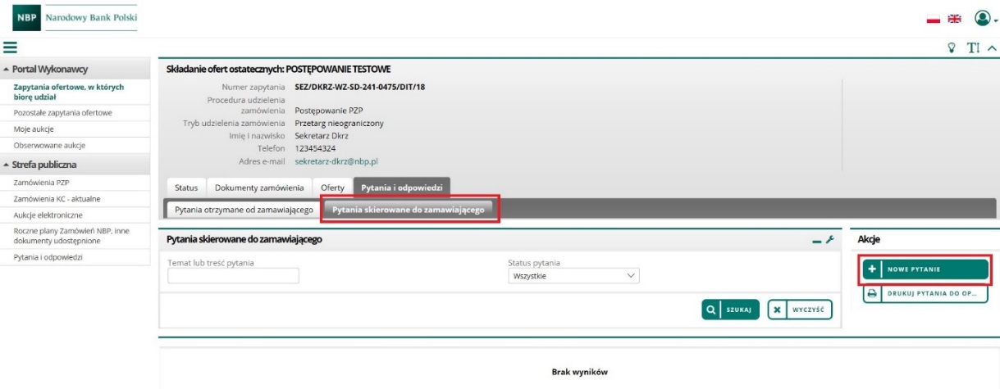 NBP Narodowy Bank Polski
TI
Portal Wykonawcy
Zapytania ofertowe, w których
biorę udział
Pozostałe zapytania ofertowe
Moje aukcje
Obserwowane aukcje
Strefa publiczna
Zamówienia PZP
Zamówienia KC - aktualne
Aukcje elektroniczne
Roczne plany Zamówień NBP, inne
dokumenty udostępnione
Pytania i odpowiedzi
Składanie ofert ostatecznych: POSTĘPOWANIE TESTOWE
Numer zapytania SEZ/DKRZ-WZ-SD-241-0475/DIT/18
Procedura udzielenia
zamówienia Postępowanie PZP
Tryb udzielenia zamówienia Przetarg nieograniczony
Imię i nazwisko Sekretarz Dkrz
Telefon 123454324
Adres e-mail sekretarz-dkrz@nbp.pl
Status Dokumenty zamówienia Oferty Pytania i odpowiedzi
Pytania otrzymane od zamawiającego Pytania skierowane do zamawiającego
Pytania skierowane do zamawiającego
Temat lub treść pytania Status pytania
Wszystkie
SZUKAJ WYCZYŚĆ
Brak wyników
Akcje
NOWE PYTANIE
DRUKUJ PYTANIA DO OP...